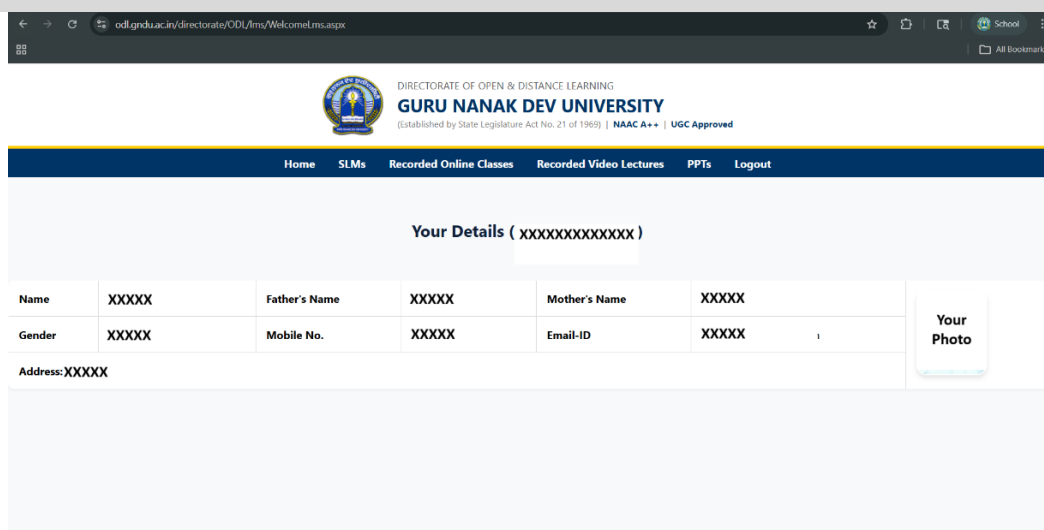 odl.gndu.ac.in/directorate/ODL/lms/WelcomeLms.aspx School
All Bookmark
DIRECTORATE OF OPEN & DISTANCE LEARNING
GURU NANAK DEV UNIVERSITY
(Established by State Legislature Act No. 21 of 1969) | NAAC A++ | UGC Approved
Home SLMs Recorded Online Classes Recorded Video Lectures PPTs Logout
Your Details ( XXXXXXXXXXXXX )
Name XXXXX Father's Name XXXXX Mother's Name XXXXX
Gender XXXXX Mobile No. XXXXX Email-ID XXXXX
Your
Photo
Address:XXXXX